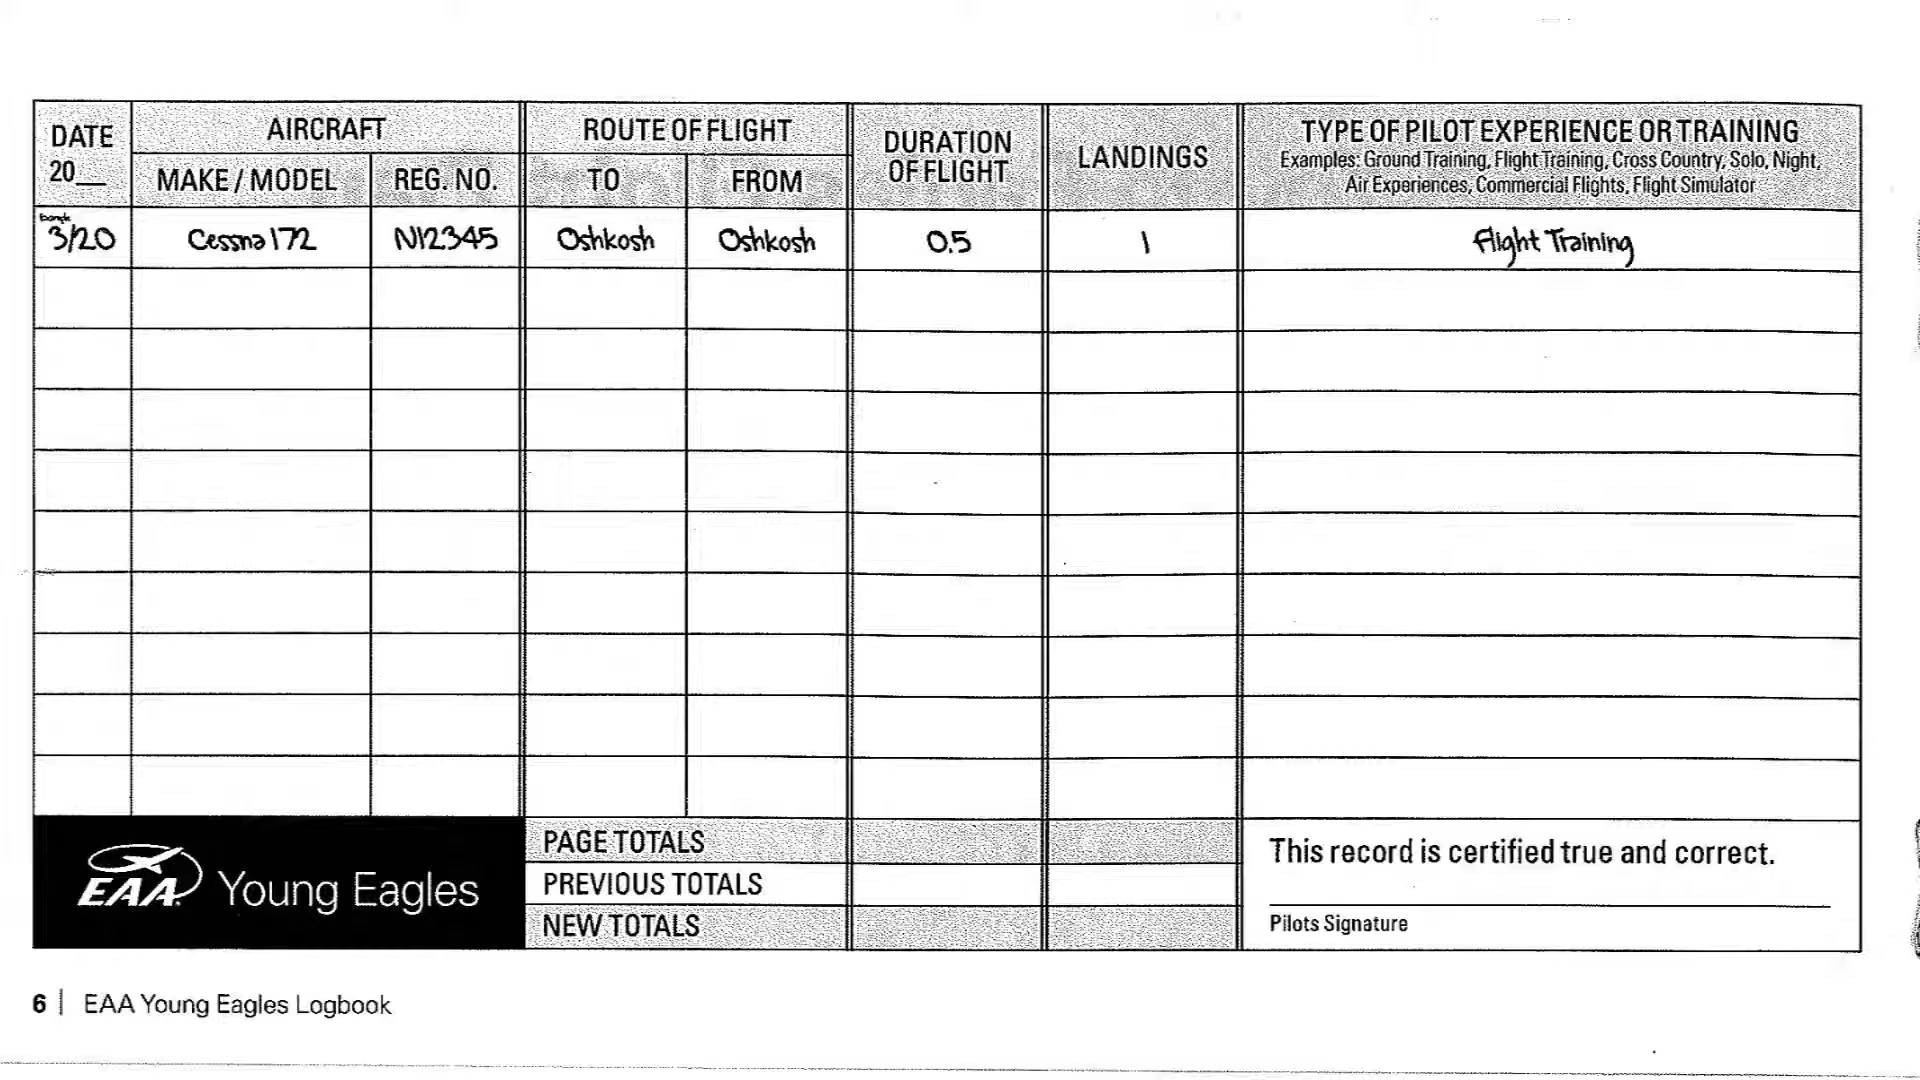 DATE
20__
AIRCRAFT
MAKE / MODEL
REG. NO.
ROUTE OF FLIGHT
TO
FROM
DURATION
OF FLIGHT
LANDINGS
TYPE OF PILOT EXPERIENCE OR TRAINING
Examples: Ground Training, Flight Training, Cross Country, Solo, Night,
Air Experiences, Commercial Flights, Flight Simulator
3/20
Cessna 172
N12345
Oshkosh
Oshkosh
0.5
1
Flight Training
EAA Young Eagles
PAGE TOTALS
PREVIOUS TOTALS
NEW TOTALS
This record is certified true and correct.
Pilots Signature
6 | EAA Young Eagles Logbook